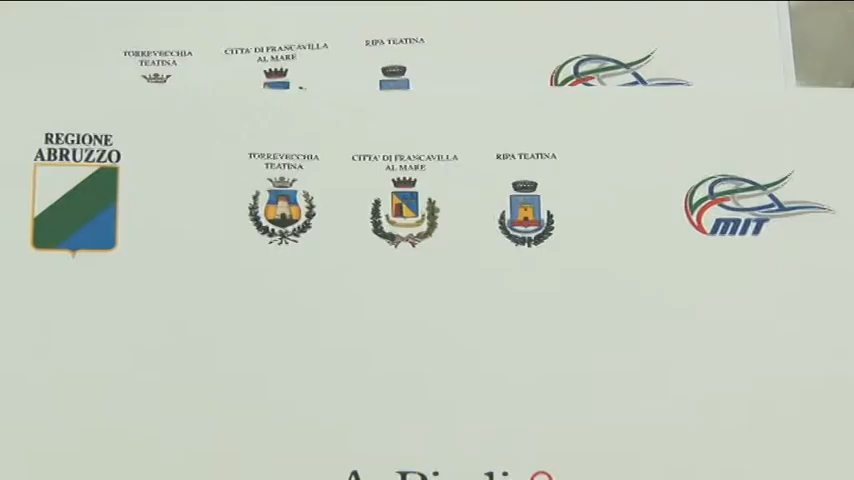 TORREVECCHIA
TEATINA
CITTA' DI FRANCAVILLA
AL MARE
RIPA TEATINA
REGIONE
ABRUZZO
TORREVECCHIA
TEATINA
CITTA' DI FRANCAVILLA
AL MARE
RIPA TEATINA
MIT